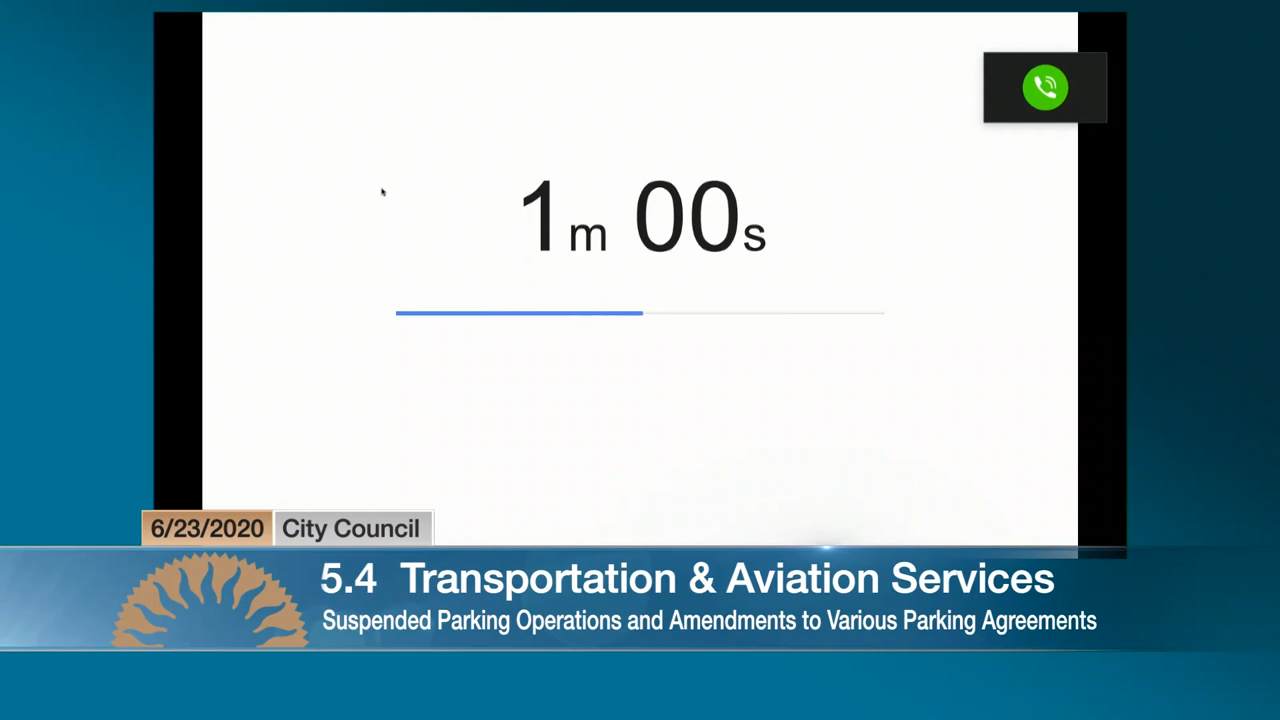 1m 00s
6/23/2020 City Council
5.4 Transportation & Aviation Services
Suspended Parking Operations and Amendments to Various Parking Agreements